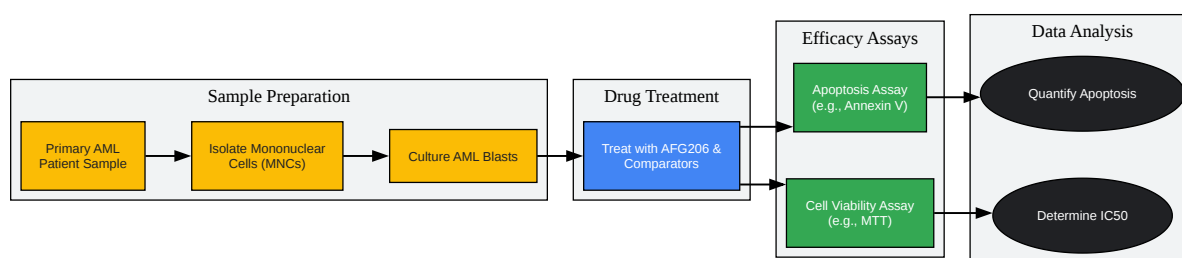 Sample Preparation
Primary AML
Patient Sample
Isolate Mononuclear
Cells (MNCs)
Culture AML Blasts
Drug Treatment
Treat with AFG206 &
Comparators
Efficacy Assays
Apoptosis Assay
(e.g., Annexin V)
Cell Viability Assay
(e.g., MTT)
Data Analysis
Quantify Apoptosis
Determine IC50